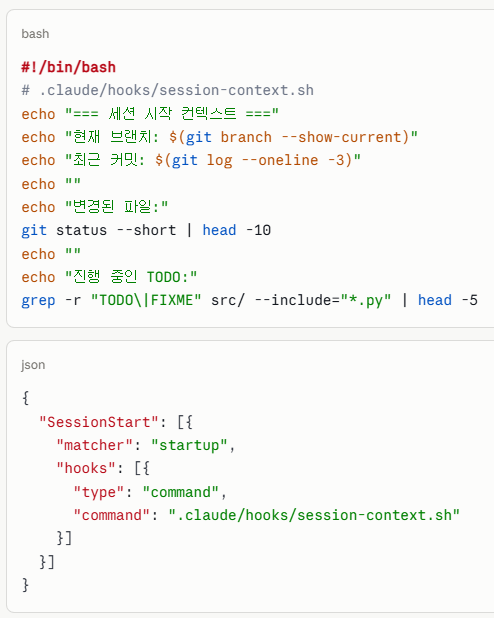 bash
#!/bin/bash
# .claude/hooks/session-context.sh
echo "=== 세션 시작 컨텍스트 ==="
echo "현재 브랜치: $(git branch --show-current)"
echo "최근 커밋: $(git log --oneline -3)"
echo ""
echo "변경된 파일:"
git status --short | head -10
echo ""
echo "진행 중인 TODO:"
grep -r "TODO\|FIXME" src/ --include="*.py" | head -5
json
{
  "SessionStart": [{
    "matcher": "startup",
    "hooks": [{
      "type": "command",
      "command": ".claude/hooks/session-context.sh"
    }]
  }]
}